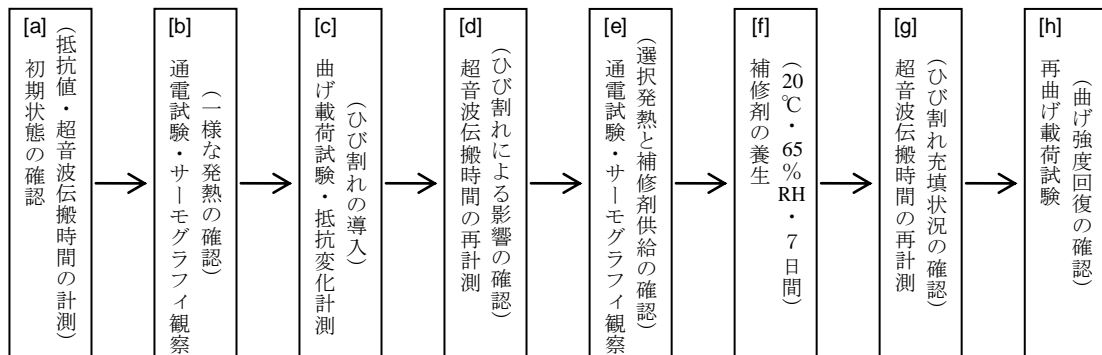 [a]
初期状態の確認
(抵抗値・超音波伝搬時間の計測)
[b]
通電試験・サーモグラフィ観察
(一様な発熱の確認)
[c]
曲げ載荷試験・抵抗変化計測
(ひび割れの導入)
[d]
超音波伝搬時間の再計測
(ひび割れによる影響の確認)
[e]
通電試験・サーモグラフィ観察
(選択発熱と補修剤供給の確認)
[f]
補修剤の養生
(20℃・65%RH・7日間)
[g]
超音波伝搬時間の再計測
(ひび割れ充填状況の確認)
[h]
再曲げ載荷試験
(曲げ強度回復の確認)